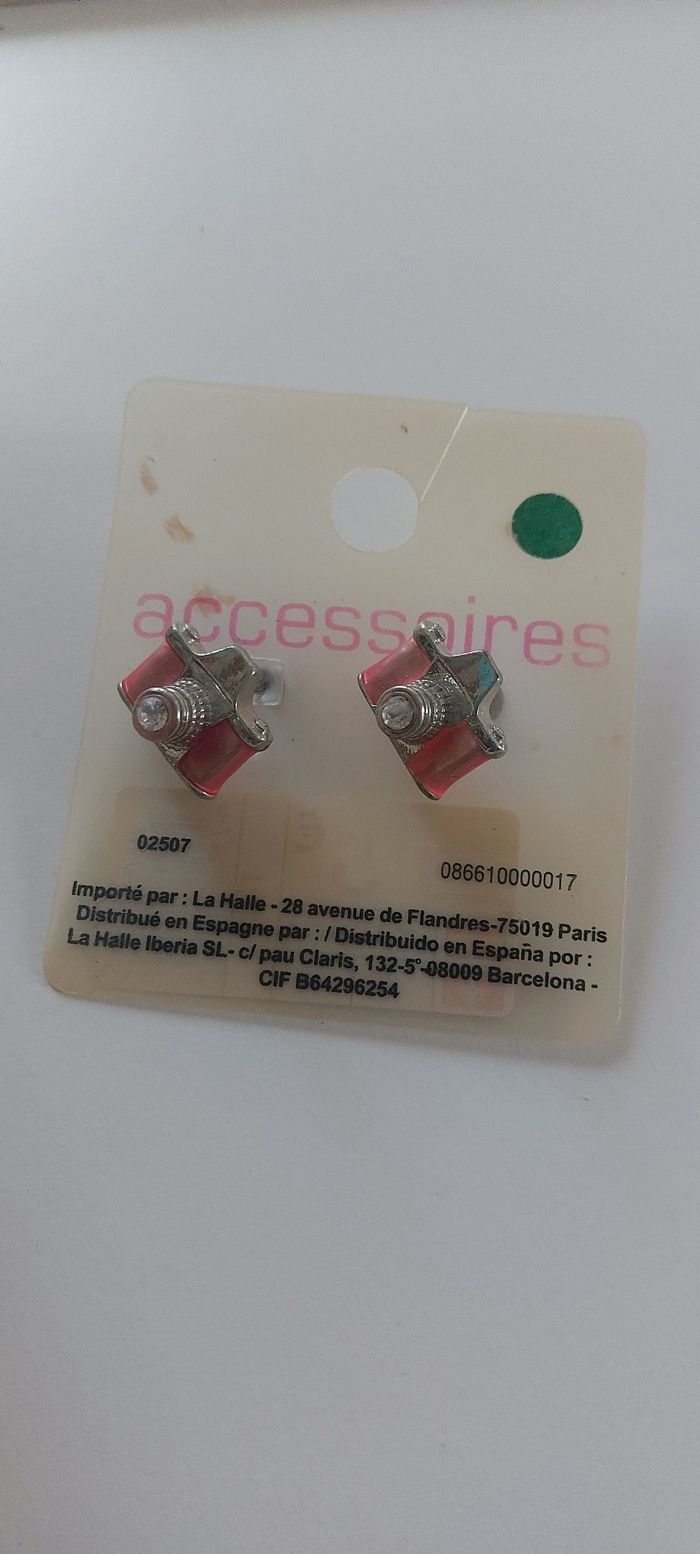 accessoires
02507
086610000017
Importé par : La Halle - 28 avenue de Flandres-75019 Paris
Distribué en Espagne par : / Distribuido en España por :
La Halle Iberia SL- c/ pau Claris, 132-5°-08009 Barcelona -
CIF B64296254